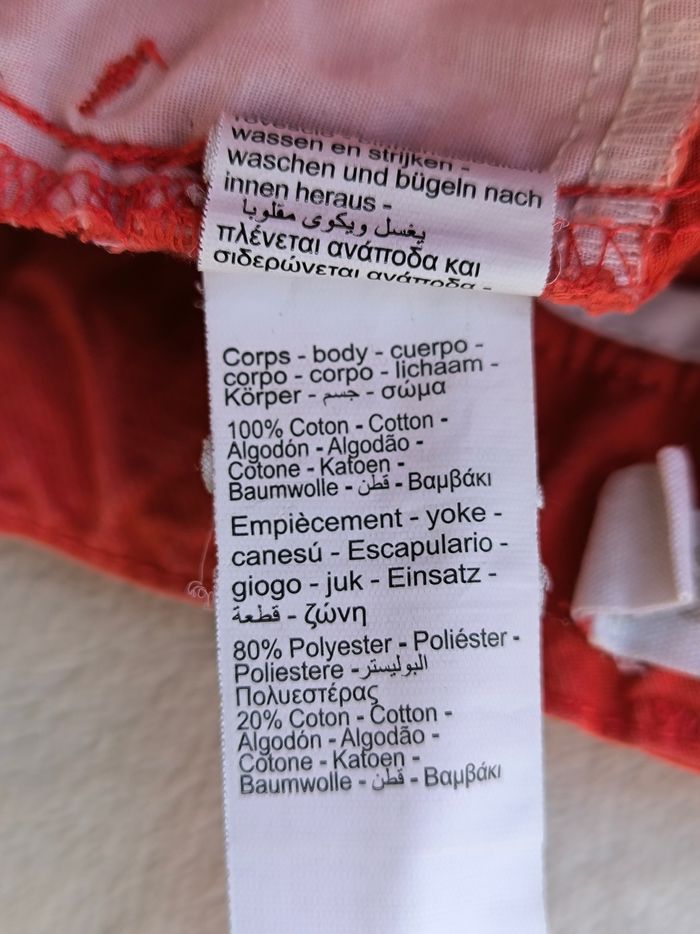 wassen en strijken -
waschen und bügeln nach
innen heraus -
يغسل ويكوى مقلوبا
πλένεται ανάποδα και
σιδερώνεται ανάποδα -
Corps - body - cuerpo -
corpo - corpo - lichaam -
Körper - جسم - σώμα
100% Coton - Cotton -
Algodón - Algodão -
Cotone - Katoen -
Baumwolle - قطن - Βαμβάκι
Empiècement - yoke -
canesú - Escapulario -
giogo - juk - Einsatz -
قطعة - ζώνη
80% Polyester - Poliéster -
Poliestere - البوليستر
Πολυεστέρας
20% Coton - Cotton -
Algodón - Algodão -
Cotone - Katoen -
Baumwolle - قطن - Βαμβάκι